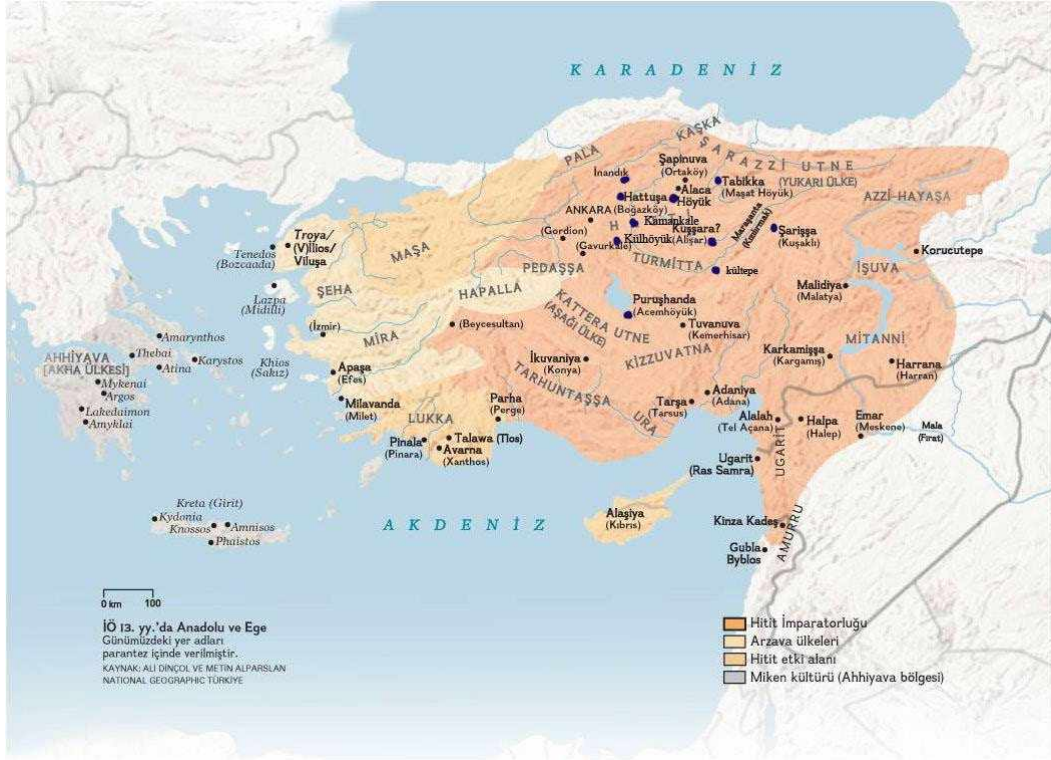 KARADENİZ
KAŞKA
ŞARAZZI UTNE
(YUKARI ÜLKE)
PALA
Şapinuva
(Ortaköy)
İnandık
Alaca
Höyük
Tabikka
(Maşat Höyük)
AZZİ-HAYAŞA
Hattuşa
(Boğazköy)
ANKARA
Kamankale
(Gordion)
H
Kuşşara?
(Alişar)
Külhöyük
(Gavurkale)
Maraşanta
(Kızılırmak)
Şarişşa
(Kuşaklı)
Korucutepe
Troya/
(V)İlios/
Viluşa
Tenedos
(Bozcaada)
MAŞA
PEDAŞŞA
TURMITTA
kültepe
İŞUVA
Lazpa
(Midilli)
ŞEHA
HAPALLA
Malidiya
(Malatya)
KATTERA UTNE
(AŞAĞI ÜLKE)
Puruşhanda
(Acemhöyük)
(İzmir)
(Beycesultan)
Tuvanuva
(Kemerhisar)
MİRA
MİTANNİ
Amarynthos
AHHİYAVA
[AKHA ÜLKESİ]
Thebai
Karystos
Atina
Khios
(Sakız)
Mykenai
Argos
Lakedaimon
Amyklai
Apaşa
(Efes)
İkuvaniya
(Konya)
KİZZUVATNA
Karkamişşa
(Kargamış)
Harrana
(Harran)
TARHUNTAŞŞA
Milavanda
(Milet)
LUKKA
Parha
(Perge)
URA
Tarşa
(Tarsus)
Adaniya
(Adana)
Alalah
(Tel Açana)
Halpa
(Halep)
Emar
(Meskene)
Mala
(Fırat)
Pinala
(Pinara)
Talawa (Tlos)
Avarna
(Xanthos)
UGARİT
Ugarit
(Ras Samra)
Kreta (Girit)
Kydonia
Knossos
Amnisos
Phaistos
AKDENİZ
Alaşiya
(Kıbrıs)
Kinza Kadeş
AMURRU
Gubla
Byblos
0 km 100
İÖ 13. yy.'da Anadolu ve Ege
Günümüzdeki yer adları
parantez içinde verilmiştir.
KAYNAK: ALİ DİNÇOL VE METİN ALPARSLAN
NATIONAL GEOGRAPHIC TÜRKİYE
Hitit İmparatorluğu
Arzava ülkeleri
Hitit etki alanı
Miken kültürü (Ahhiyava bölgesi)